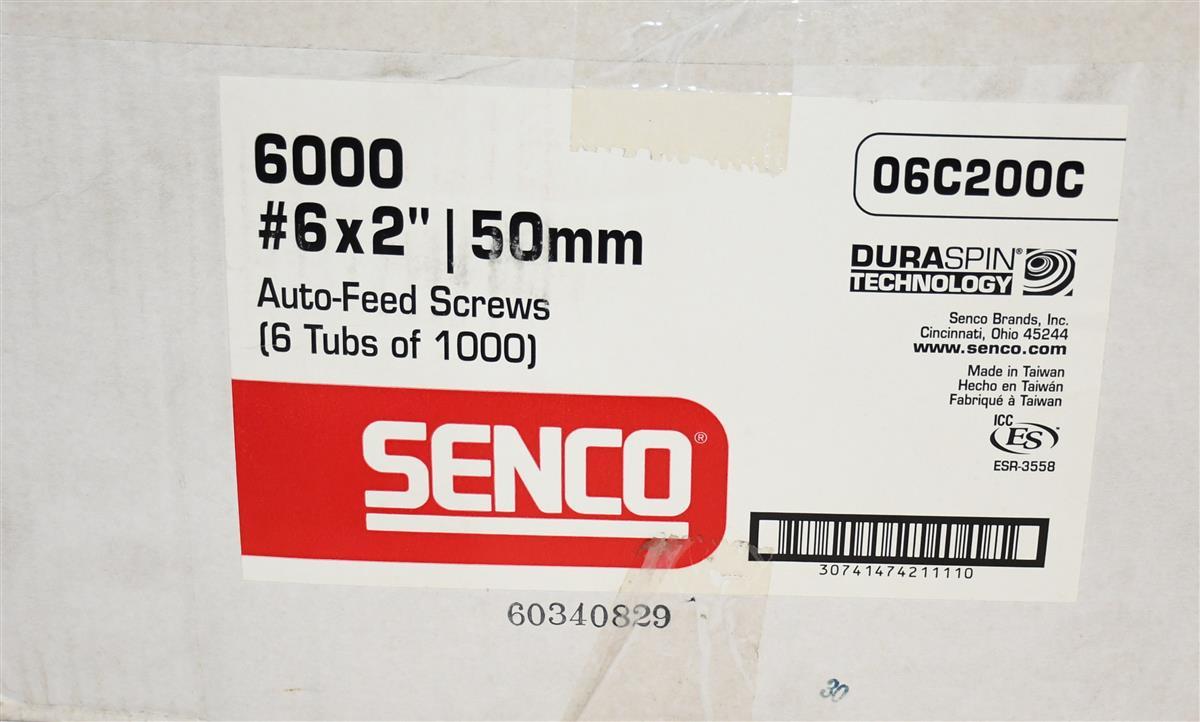 6000
#6x2" | 50mm
Auto-Feed Screws
(6 Tubs of 1000)
SENCO®
06C200C
DURASPIN®
TECHNOLOGY
Senco Brands, Inc.
Cincinnati, Ohio 45244
www.senco.com
Made in Taiwan
Hecho en Taiwán
Fabriqué à Taiwan
ICC
ES™
ESR-3558
30741474211110
60340829
30